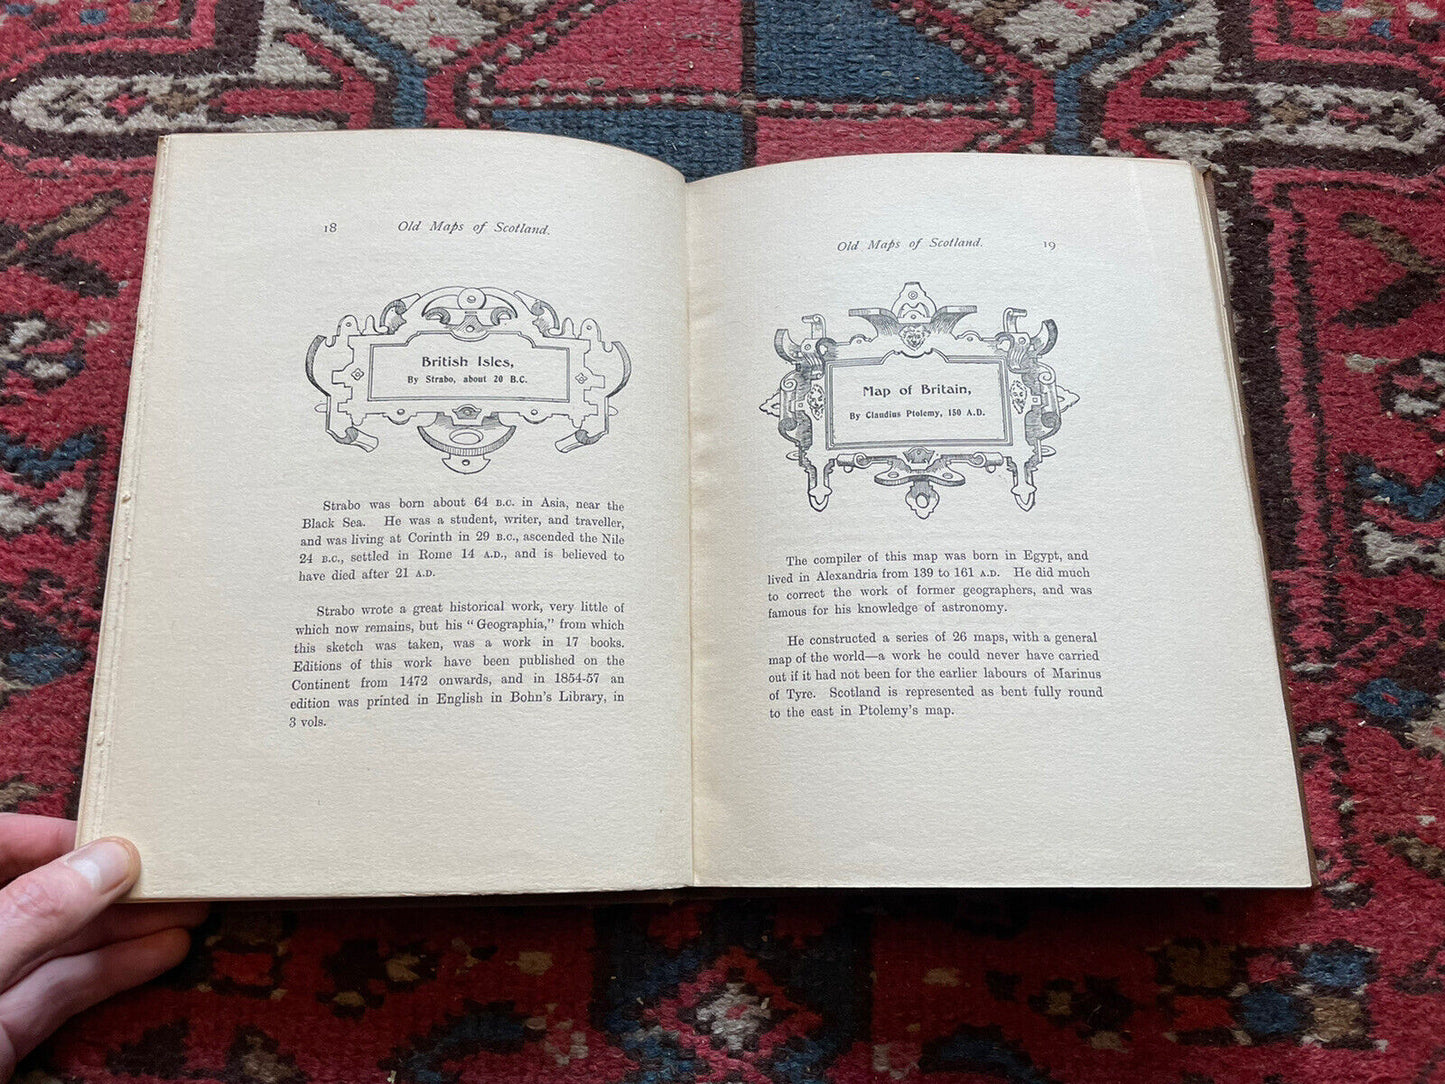 18 Old Maps of Scotland.
British Isles,
By Strabo, about 20 B.C.
Strabo was born about 64 B.C. in Asia, near the
Black Sea. He was a student, writer, and traveller,
and was living at Corinth in 29 B.C., ascended the Nile
24 B.C., settled in Rome 14 A.D., and is believed to
have died after 21 A.D.
Strabo wrote a great historical work, very little of
which now remains, but his "Geographia," from which
this sketch was taken, was a work in 17 books.
Editions of this work have been published on the
Continent from 1472 onwards, and in 1854-57 an
edition was printed in English in Bohn's Library, in
3 vols.
Old Maps of Scotland. 19
Map of Britain,
By Claudius Ptolemy, 150 A.D.
The compiler of this map was born in Egypt, and
lived in Alexandria from 139 to 161 A.D. He did much
to correct the work of former geographers, and was
famous for his knowledge of astronomy.
He constructed a series of 26 maps, with a general
map of the world—a work he could never have carried
out if it had not been for the earlier labours of Marinus
of Tyre. Scotland is represented as bent fully round
to the east in Ptolemy's map.